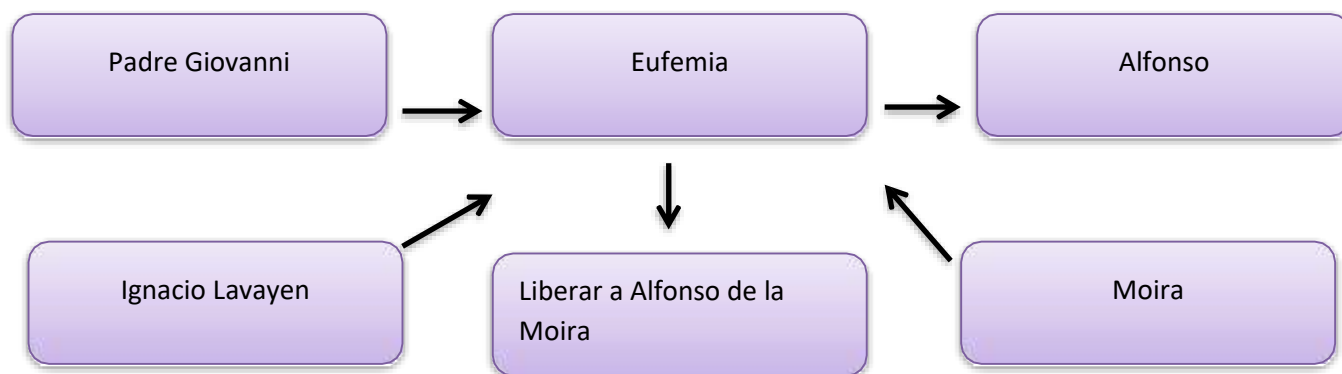 Padre Giovanni
Eufemia
Alfonso
Ignacio Lavayen
Liberar a Alfonso de la
Moira
Moira